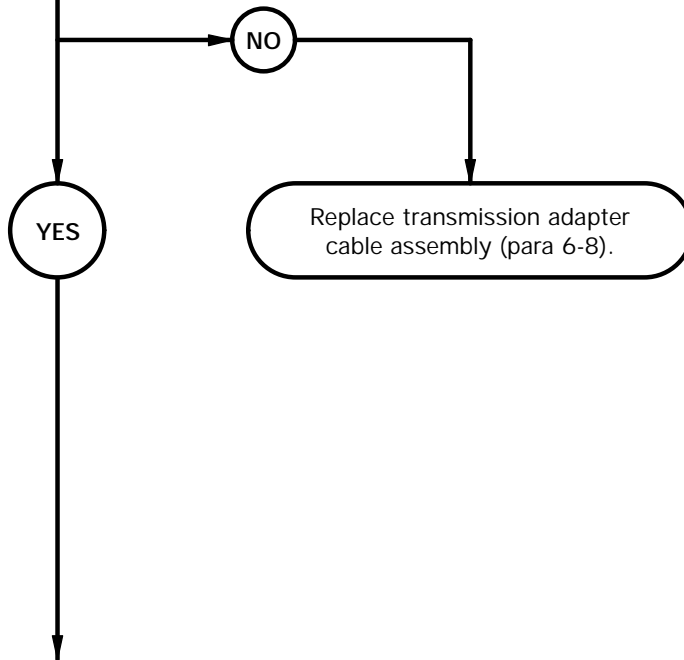 NO
YES
Replace transmission adapter
cable assembly (para 6-8).